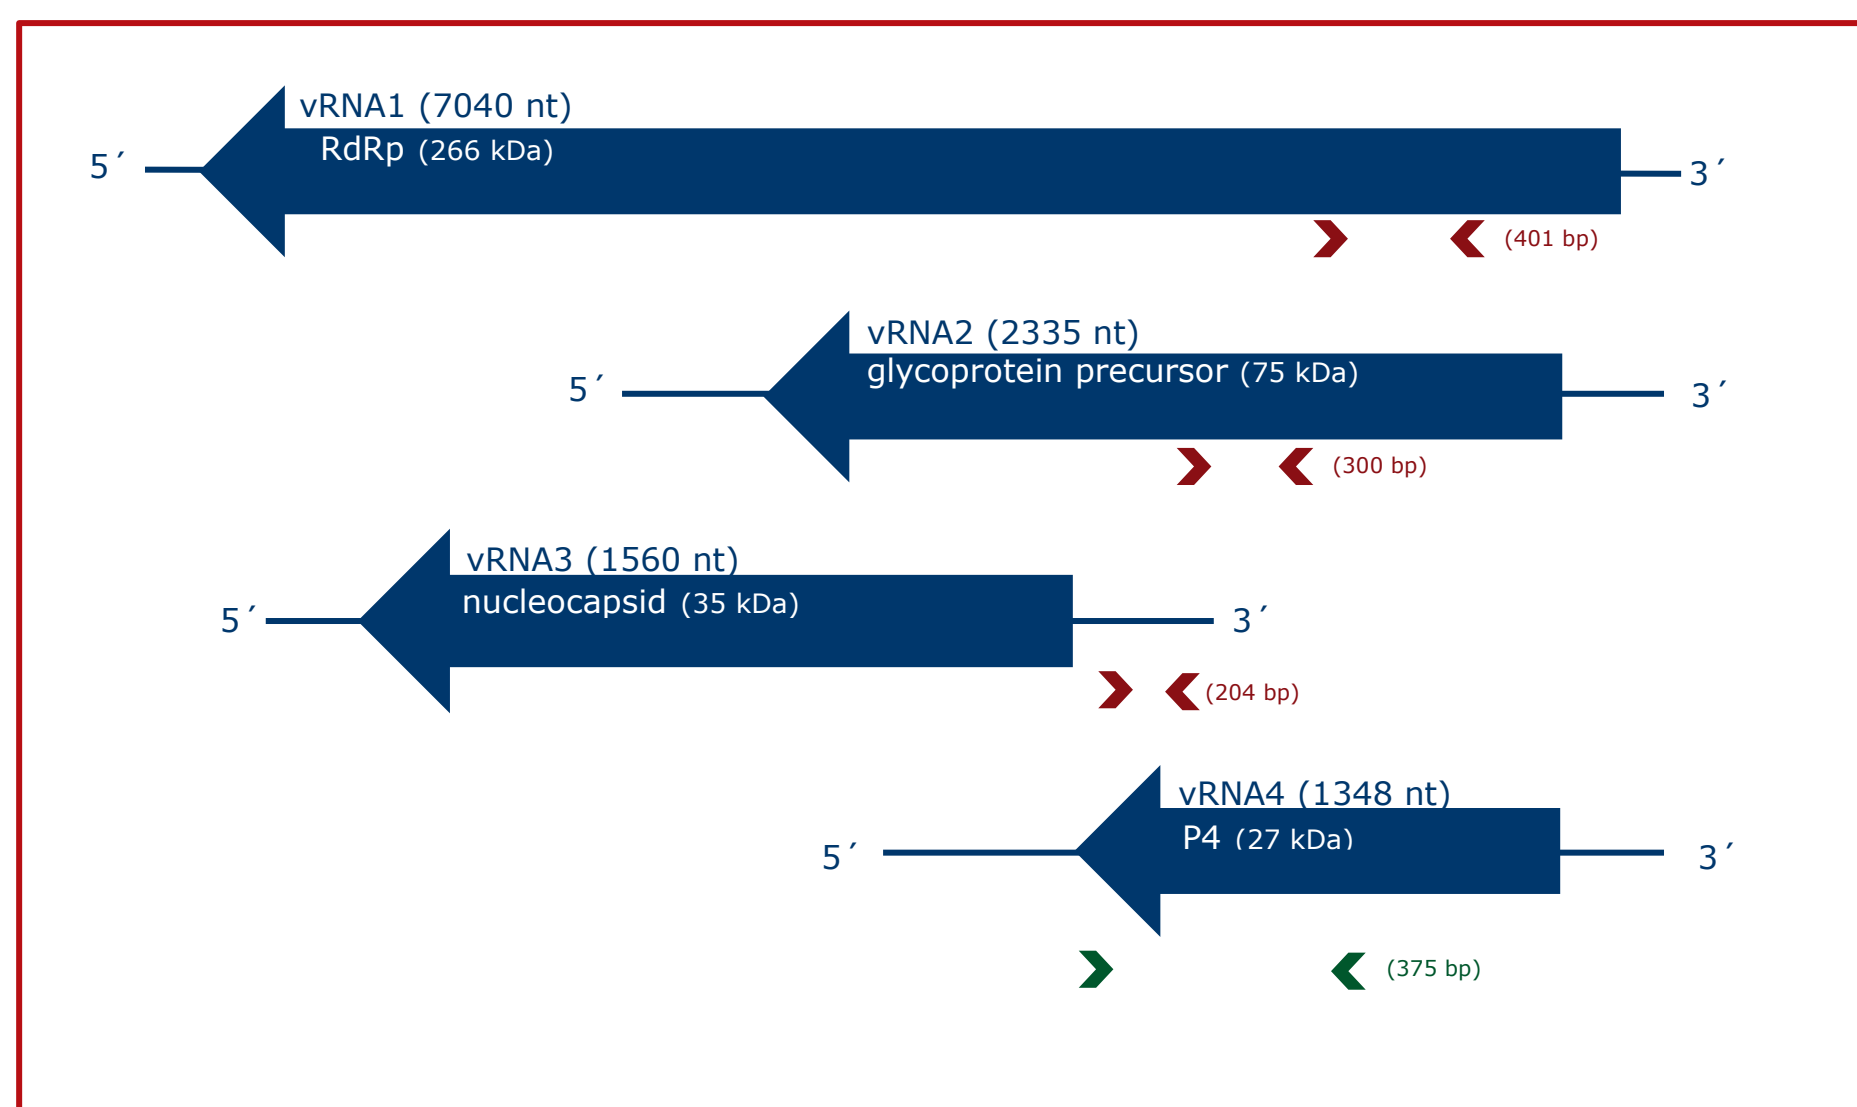 vRNA1 (7040 nt)
RdRp (266 kDa)
5´ 3´
(401 bp)
vRNA2 (2335 nt)
glycoprotein precursor (75 kDa)
5´ 3´
(300 bp)
vRNA3 (1560 nt)
nucleocapsid (35 kDa)
5´ 3´
(204 bp)
vRNA4 (1348 nt)
P4 (27 kDa)
5´ 3´
(375 bp)